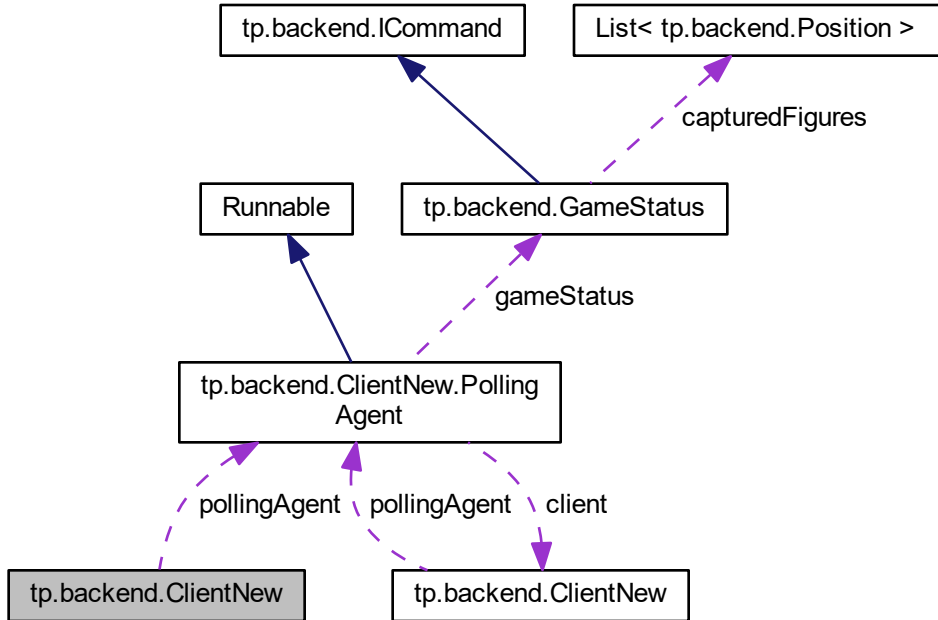 tp.backend.ICommand
List< tp.backend.Position >
capturedFigures
Runnable
tp.backend.GameStatus
gameStatus
tp.backend.ClientNew.Polling
Agent
pollingAgent
pollingAgent
client
tp.backend.ClientNew
tp.backend.ClientNew